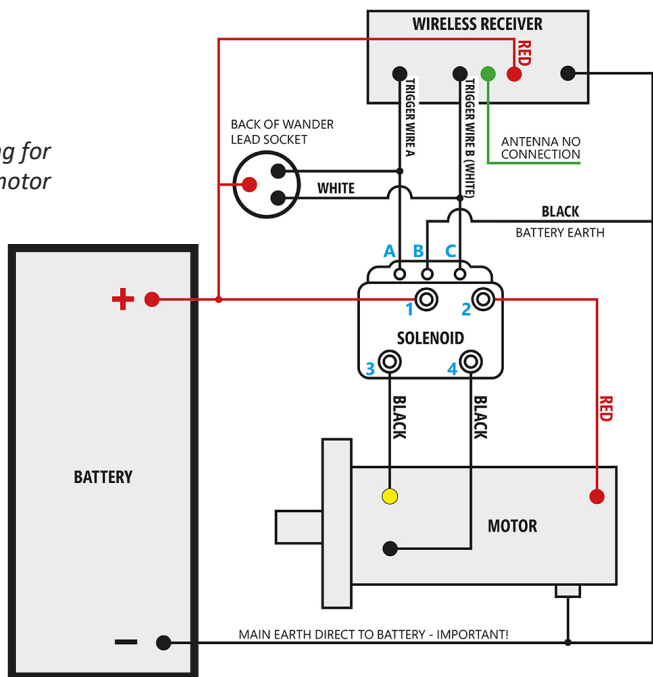 WIRELESS RECEIVER
RED
TRIGGER WIRE A
TRIGGER WIRE B (WHITE)
ANTENNA NO
CONNECTION
BACK OF WANDER
LEAD SOCKET
ng for
motor
WHITE
BLACK
BATTERY EARTH
A B C
+
1 2
SOLENOID
3 4
BLACK
BLACK
RED
BATTERY
MOTOR
MAIN EARTH DIRECT TO BATTERY - IMPORTANT!
−